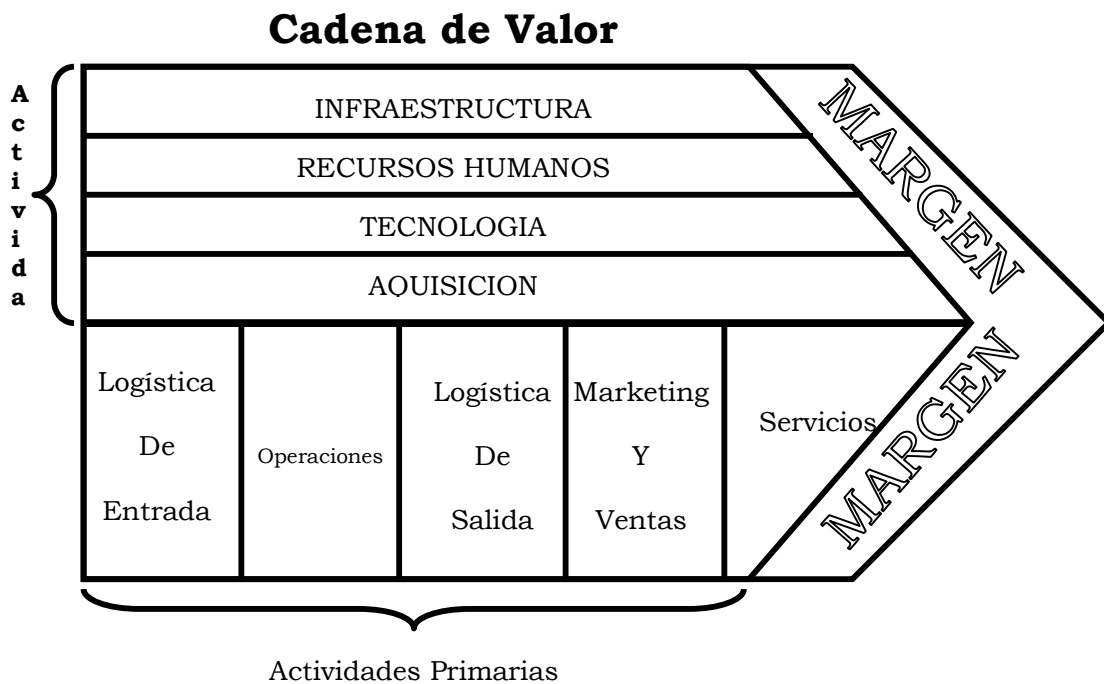 Cadena de Valor
Activida
INFRAESTRUCTURA
RECURSOS HUMANOS
TECNOLOGIA
AQUISICION
MARGEN
MARGEN
Logística
De
Entrada
Operaciones
Logística
De
Salida
Marketing
Y
Ventas
Servicios
Actividades Primarias